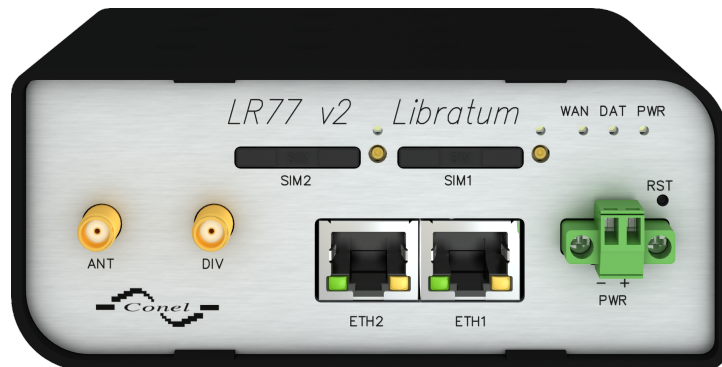 LR77 v2 Libratum
WAN DAT PWR
SIM2 SIM1
RST
ANT DIV
- +
PWR
Conel
ETH2 ETH1